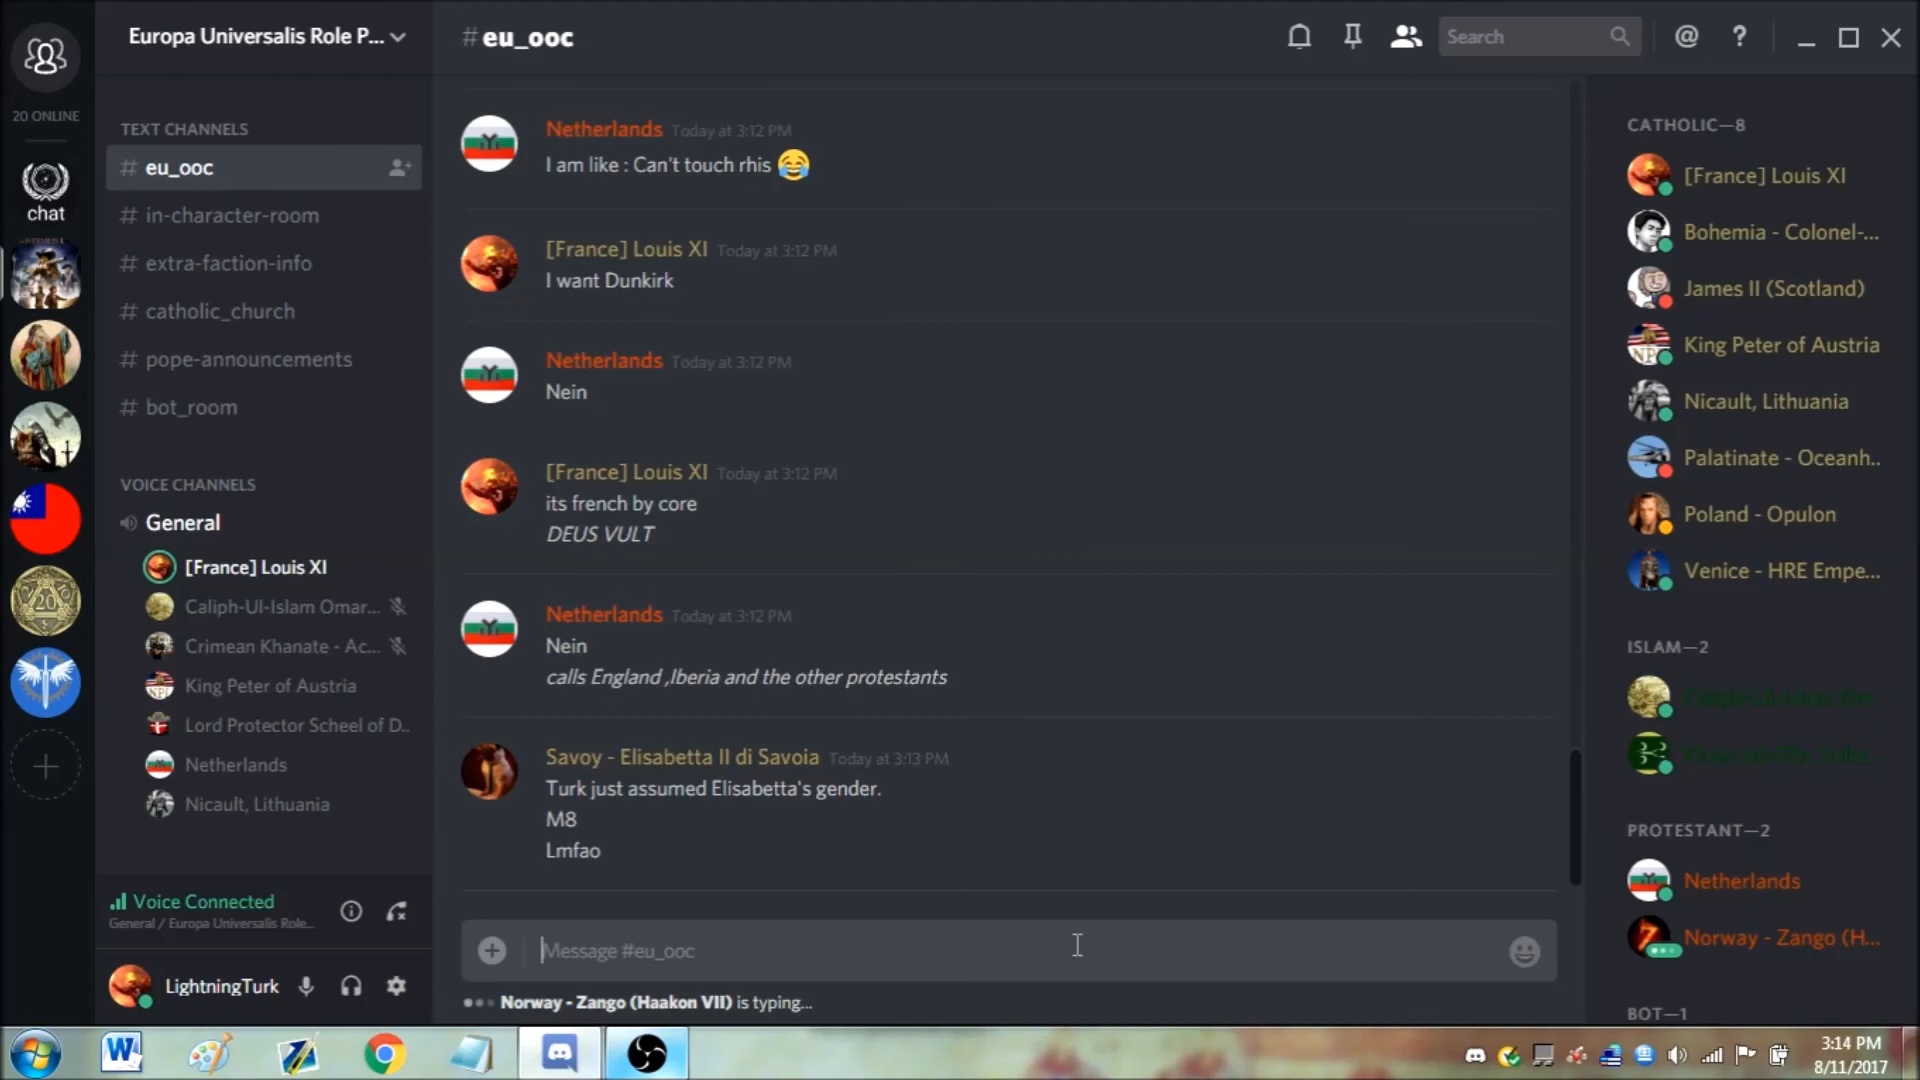 20 ONLINE
chat
Europa Universalis Role P...
TEXT CHANNELS
# eu_ooc
# in-character-room
# extra-faction-info
# catholic_church
# pope-announcements
# bot_room
VOICE CHANNELS
General
[France] Louis XI
Caliph-Ul-Islam Omar...
Crimean Khanate - Ac...
King Peter of Austria
Lord Protector Scheel of D..
Netherlands
Nicault, Lithuania
Voice Connected
General / Europa Universalis Role...
LightningTurk
# eu_ooc
Search
@ ?
Netherlands Today at 3:12 PM
I am like : Can't touch rhis 😂
[France] Louis XI Today at 3:12 PM
I want Dunkirk
Netherlands Today at 3:12 PM
Nein
[France] Louis XI Today at 3:12 PM
its french by core
DEUS VULT
Netherlands Today at 3:12 PM
Nein
calls England ,Iberia and the other protestants
Savoy - Elisabetta II di Savoia Today at 3:13 PM
Turk just assumed Elisabetta's gender.
M8
Lmfao
Message #eu_ooc
Norway - Zango (Haakon VII) is typing...
CATHOLIC—8
[France] Louis XI
Bohemia - Colonel-...
James II (Scotland)
King Peter of Austria
Nicault, Lithuania
Palatinate - Oceanh..
Poland - Opulon
Venice - HRE Empe...
ISLAM—2
PROTESTANT—2
Netherlands
Norway - Zango (H...
BOT—1
3:14 PM
8/11/2017